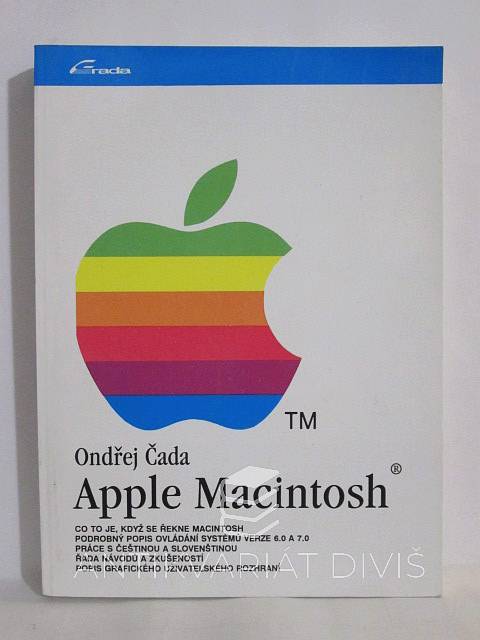 Grada
TM
Ondřej Čada
Apple Macintosh®
CO TO JE, KDYŽ SE ŘEKNE MACINTOSH
PODROBNÝ POPIS OVLÁDÁNÍ SYSTÉMU VERZE 6.0 A 7.0
PRÁCE S ČEŠTINOU A SLOVENŠTINOU
ŘADA NÁVODŮ A ZKUŠENOSTÍ
POPIS GRAFICKÉHO UŽIVATELSKÉHO ROZHRANÍ
ANTIKVARIÁT DIVIŠ